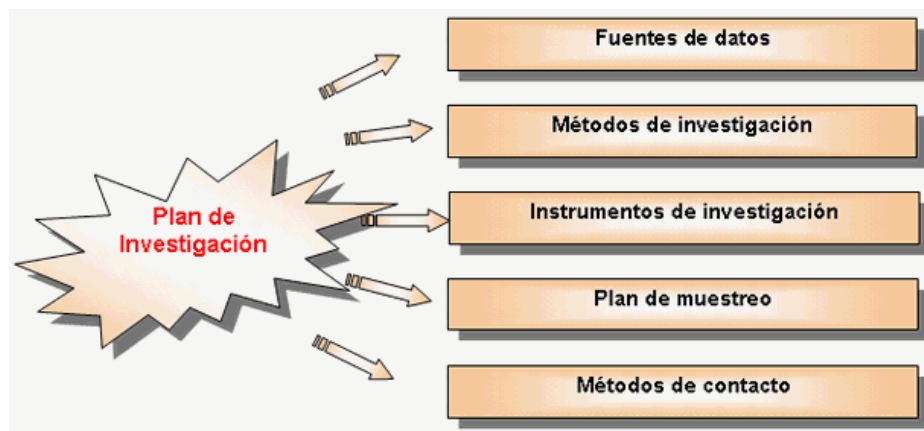 Fuentes de datos
Métodos de investigación
Plan de
Investigación
Instrumentos de investigación
Plan de muestreo
Métodos de contacto